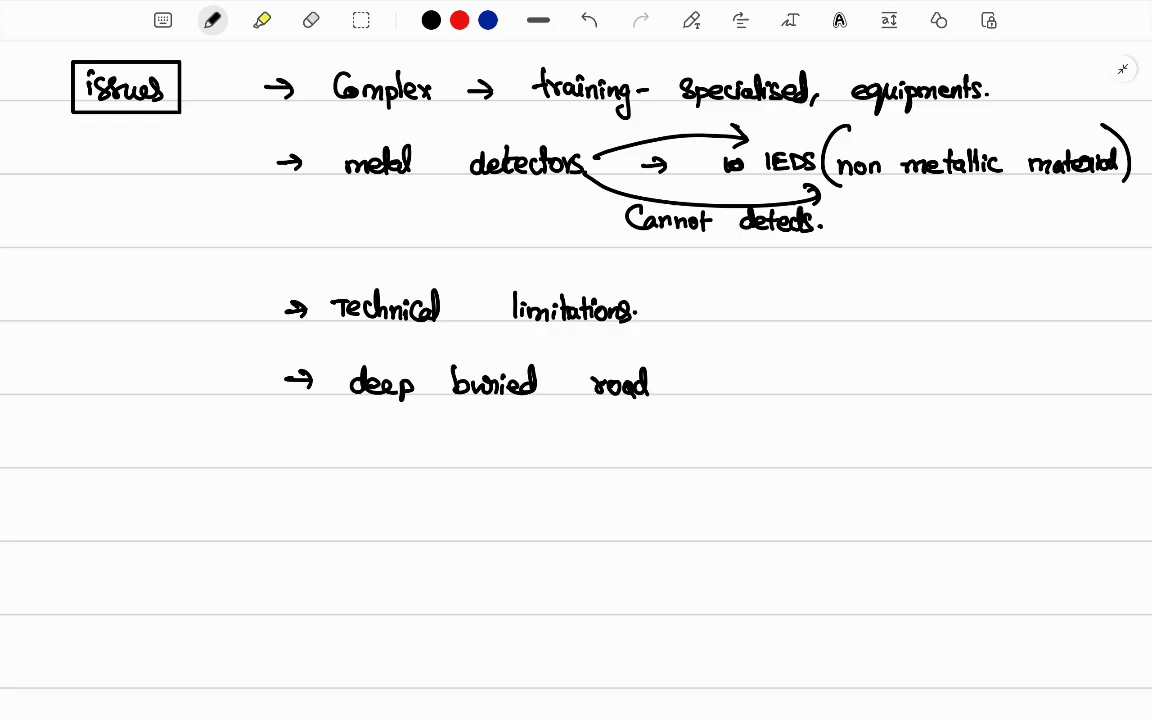 issues → Complex → training - specialised, equipments.
→ metal detectors → IEDS (non metallic material)
Cannot detects.
→ Technical limitations.
→ deep buried road